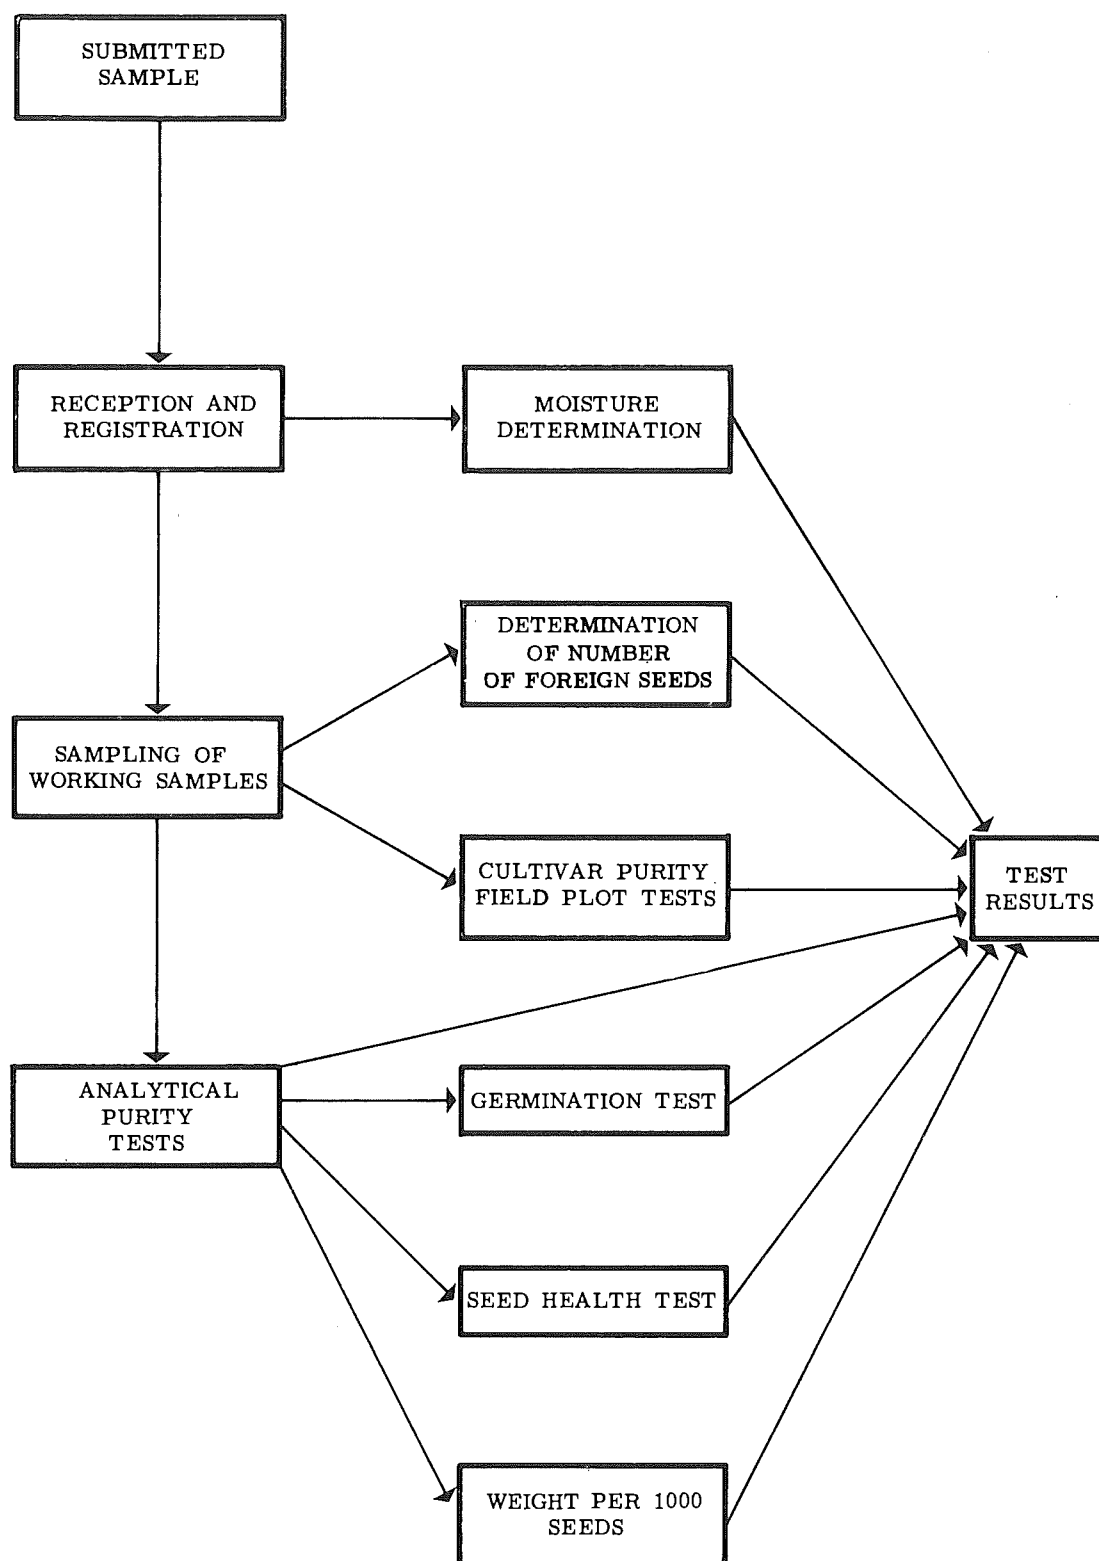 SUBMITTED
SAMPLE
RECEPTION AND
REGISTRATION
MOISTURE
DETERMINATION
DETERMINATION
OF NUMBER
OF FOREIGN SEEDS
SAMPLING OF
WORKING SAMPLES
CULTIVAR PURITY
FIELD PLOT TESTS
TEST
RESULTS
ANALYTICAL
PURITY
TESTS
GERMINATION TEST
SEED HEALTH TEST
WEIGHT PER 1000
SEEDS